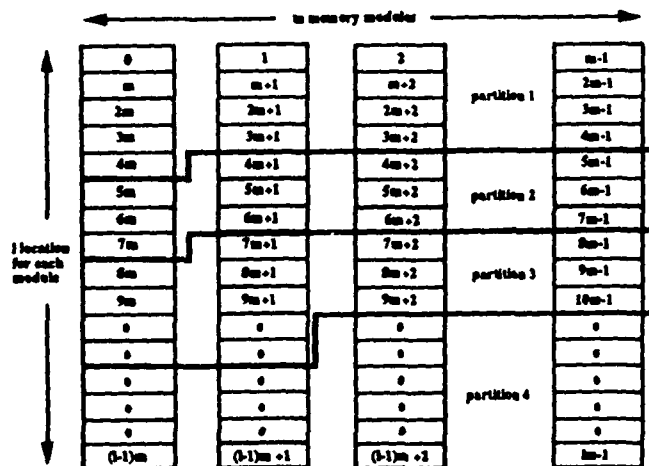 m memory modules
0 1 2 m-1
m m+1 m+2 2m-1
partition 1
2m 2m+1 2m+2 3m-1
3m 3m+1 3m+2 4m-1
4m 4m+1 4m+2 5m-1
5m 5m+1 5m+2 6m-1
partition 2
6m 6m+1 6m+2 7m-1
7m 7m+1 7m+2 8m-1
l location
for each
module
8m 8m+1 8m+2 9m-1
partition 3
9m 9m+1 9m+2 10m-1
partition 4
(l-1)m (l-1)m+1 (l-1)m+2 lm-1